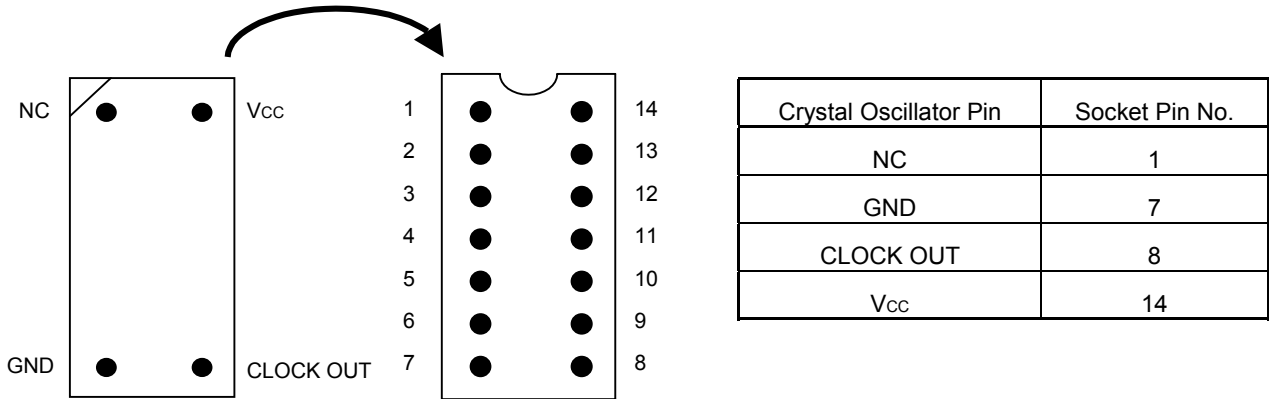 NC
VCC
GND
CLOCK OUT
1
2
3
4
5
6
7
14
13
12
11
10
9
8
Crystal Oscillator Pin Socket Pin No.
NC 1
GND 7
CLOCK OUT 8
VCC 14